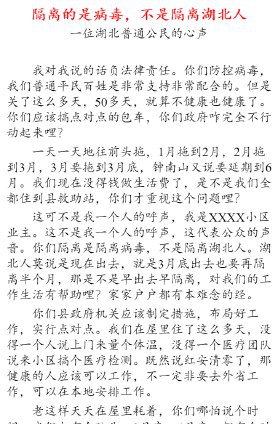 隔离的是病毒，不是隔离湖北人
一位湖北普通公民的心声
我对我说的话负法律责任。你们防控病毒，
我们普通平民百姓是非常支持非常配合的。但是
关了这么多天，50多天，就算不健康也健康了。
你们应该搞点对点的包车，你们政府咋完全不行
动起来哩？
一天一天地往前头拖，1月拖到2月，2月拖
到3月，3月要拖到3月底，钟南山又说要延期到6
月。我们现在没得钱做生活费了，是不是我们全
都住到县救助站，你们才重视这个问题哩？
这可不是我一个人的呼声，我是XXXX小区
业主。这不是我一个人的呼声，这代表公众的声
音。你们隔离是隔离病毒，不是隔离湖北人。湖
北人莫说是现在出去，就是3月底出去也要再隔
离半个月，那是不是早出去早隔离，对我们的工
作生活有帮助哩？家家户户都有本难念的经。
你们县政府机关应该制定措施，布局好工
作，实行点对点。我们在屋里住了这么多天，没
得一个人说上门来量个体温，没得一个医疗团队
说来小区搞个医疗检测。既然说红安清零了，那
健康的人应该可以工作，不一定非要去外省工
作，可以在本地安排工作。
老这样天天在屋里耗着，你们哪怕说个时